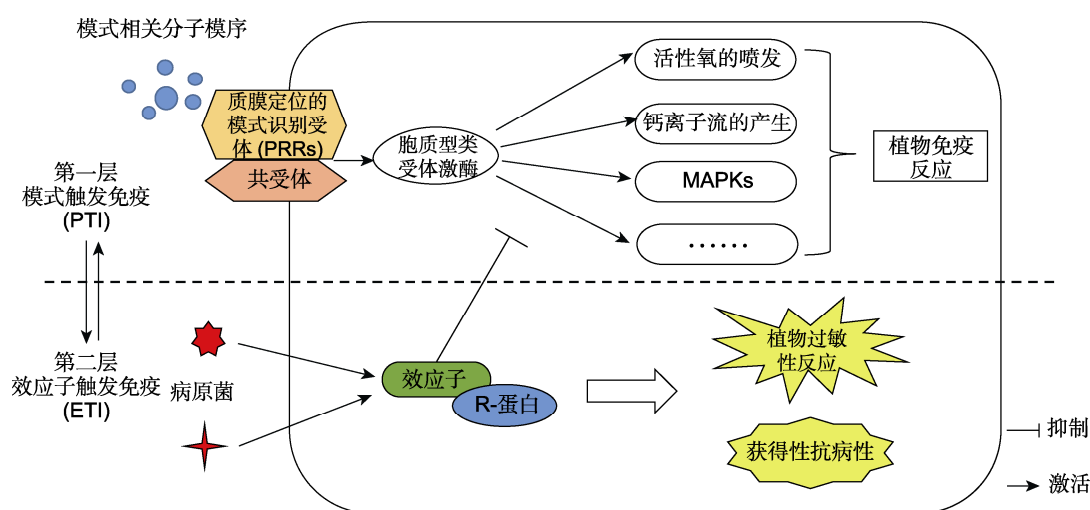 模式相关分子模序
质膜定位的
模式识别受
体 (PRRs)
共受体
胞质型类
受体激酶
活性氧的喷发
钙离子流的产生
MAPKs
……
植物免疫
反应
第一层
模式触发免疫
(PTI)
第二层
效应子触发免疫
(ETI)
病原菌
效应子
R-蛋白
植物过敏
性反应
获得性抗病性
抑制
激活